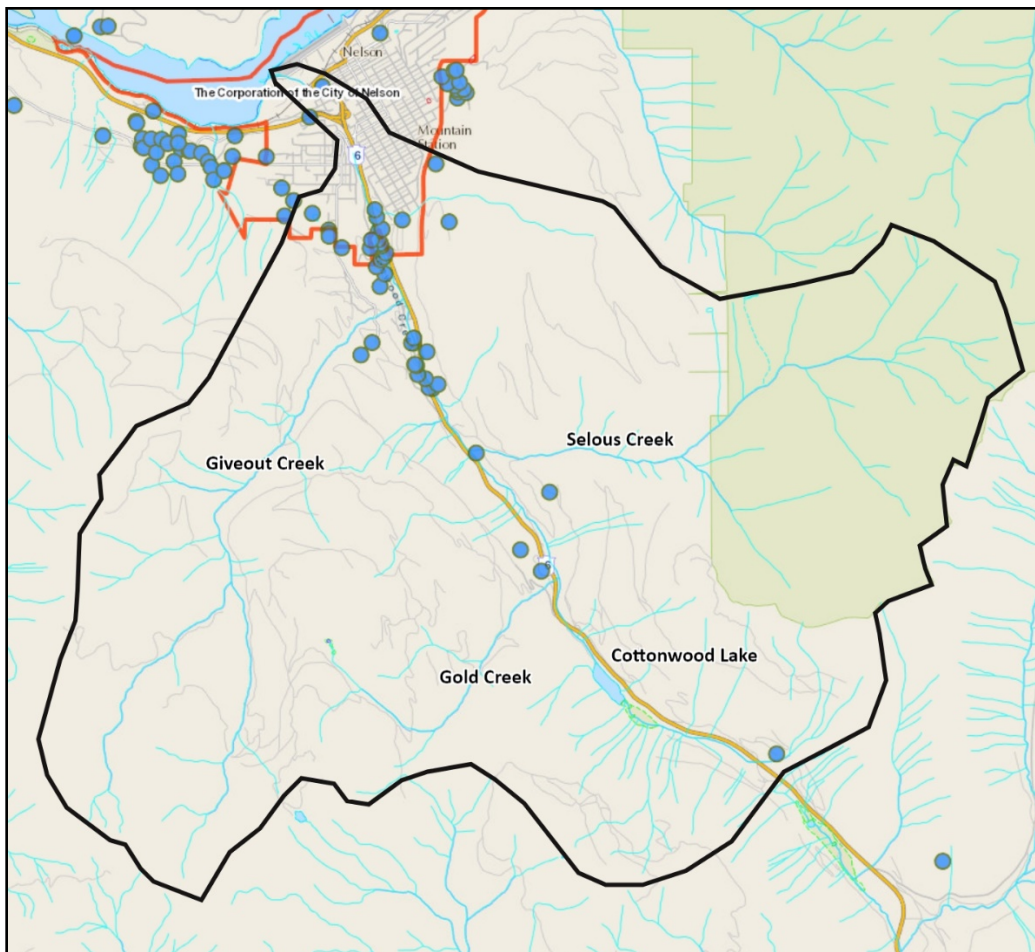 Nelson
The Corporation of the City of Nelson
Mountain
Station
6
Selous Creek
Giveout Creek
6
Cottonwood Lake
Gold Creek